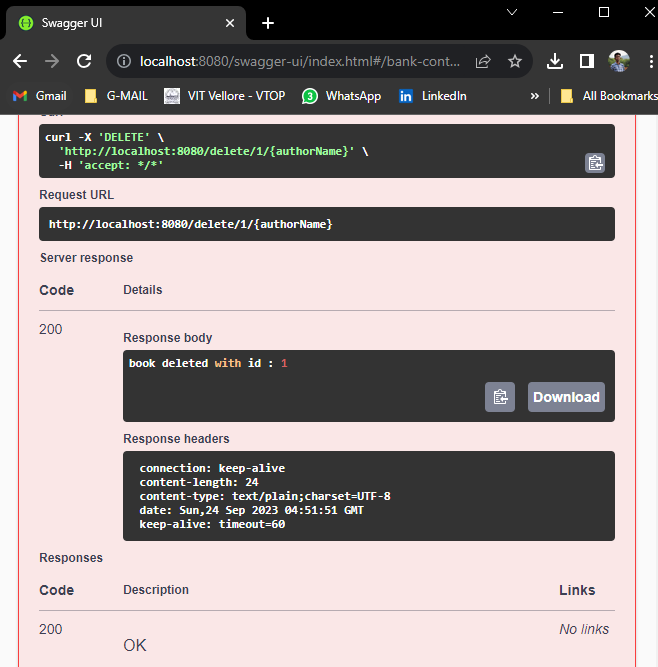 Swagger UI
localhost:8080/swagger-ui/index.html#/bank-cont...
Gmail
G-MAIL
VIT Vellore - VTOP
3
WhatsApp
LinkedIn
»
All Bookmarks
Curl
curl -X 'DELETE' \
'http://localhost:8080/delete/1/{authorName}' \
-H 'accept: */*'
Request URL
http://localhost:8080/delete/1/{authorName}
Server response
Code Details
200
Response body
book deleted with id : 1
Download
Response headers
connection: keep-alive
content-length: 24
content-type: text/plain;charset=UTF-8
date: Sun,24 Sep 2023 04:51:51 GMT
keep-alive: timeout=60
Responses
Code Description Links
200 No links
OK